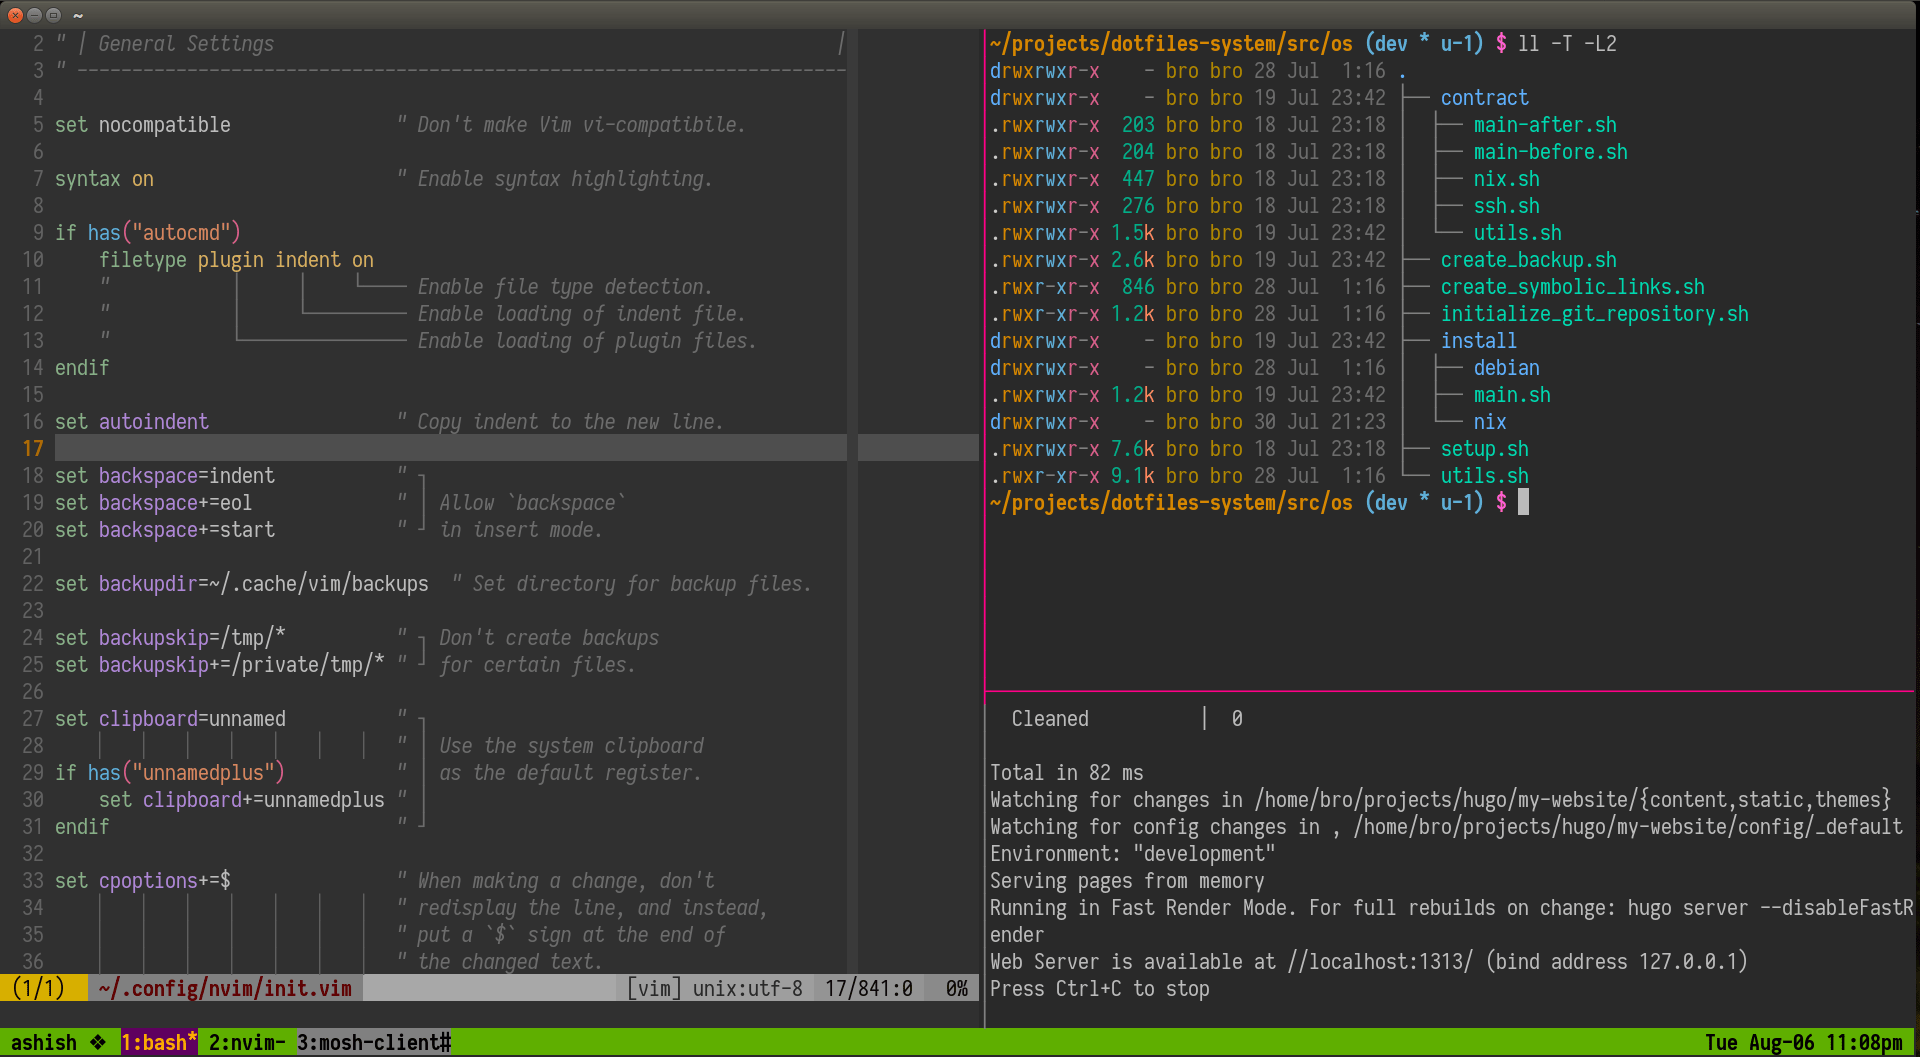 ~
2 " | General Settings |
3 " ----------------------------------------------------------------------
4
5 set nocompatible " Don't make Vim vi-compatibile.
6
7 syntax on " Enable syntax highlighting.
8
9 if has("autocmd")
10 filetype plugin indent on
11 " │ │ └──── Enable file type detection.
12 " │ └───────── Enable loading of indent file.
13 " └─────────────── Enable loading of plugin files.
14 endif
15
16 set autoindent " Copy indent to the new line.
17
18 set backspace=indent " ┐
19 set backspace+=eol " │ Allow `backspace`
20 set backspace+=start " ┘ in insert mode.
21
22 set backupdir=~/.cache/vim/backups " Set directory for backup files.
23
24 set backupskip=/tmp/* " ┐ Don't create backups
25 set backupskip+=/private/tmp/* " ┘ for certain files.
26
27 set clipboard=unnamed " ┐
28 " │ Use the system clipboard
29 if has("unnamedplus") " │ as the default register.
30 set clipboard+=unnamedplus " │
31 endif " ┘
32
33 set cpoptions+=$ " When making a change, don't
34 " redisplay the line, and instead,
35 " put a `$` sign at the end of
36 " the changed text.
(1/1) ~/.config/nvim/init.vim [vim] unix:utf-8 17/841:0 0%
~/projects/dotfiles-system/src/os (dev * u-1) $ ll -T -L2
drwxrwxr-x - bro bro 28 Jul 1:16 .
drwxrwxr-x - bro bro 19 Jul 23:42 ├── contract
.rwxrwxr-x 203 bro bro 18 Jul 23:18 │ ├── main-after.sh
.rwxrwxr-x 204 bro bro 18 Jul 23:18 │ ├── main-before.sh
.rwxrwxr-x 447 bro bro 18 Jul 23:18 │ ├── nix.sh
.rwxrwxr-x 276 bro bro 18 Jul 23:18 │ ├── ssh.sh
.rwxrwxr-x 1.5k bro bro 19 Jul 23:42 │ └── utils.sh
.rwxrwxr-x 2.6k bro bro 19 Jul 23:42 ├── create_backup.sh
.rwxr-xr-x 846 bro bro 28 Jul 1:16 ├── create_symbolic_links.sh
.rwxr-xr-x 1.2k bro bro 28 Jul 1:16 ├── initialize_git_repository.sh
drwxrwxr-x - bro bro 19 Jul 23:42 ├── install
drwxrwxr-x - bro bro 28 Jul 1:16 │ ├── debian
.rwxrwxr-x 1.2k bro bro 19 Jul 23:42 │ ├── main.sh
drwxrwxr-x - bro bro 30 Jul 21:23 │ └── nix
.rwxrwxr-x 7.6k bro bro 18 Jul 23:18 ├── setup.sh
.rwxr-xr-x 9.1k bro bro 28 Jul 1:16 └── utils.sh
~/projects/dotfiles-system/src/os (dev * u-1) $
Cleaned | 0
Total in 82 ms
Watching for changes in /home/bro/projects/hugo/my-website/{content,static,themes}
Watching for config changes in , /home/bro/projects/hugo/my-website/config/_default
Environment: "development"
Serving pages from memory
Running in Fast Render Mode. For full rebuilds on change: hugo server --disableFastR
ender
Web Server is available at //localhost:1313/ (bind address 127.0.0.1)
Press Ctrl+C to stop
ashish ❖ 1:bash* 2:nvim- 3:mosh-client# Tue Aug-06 11:08pm